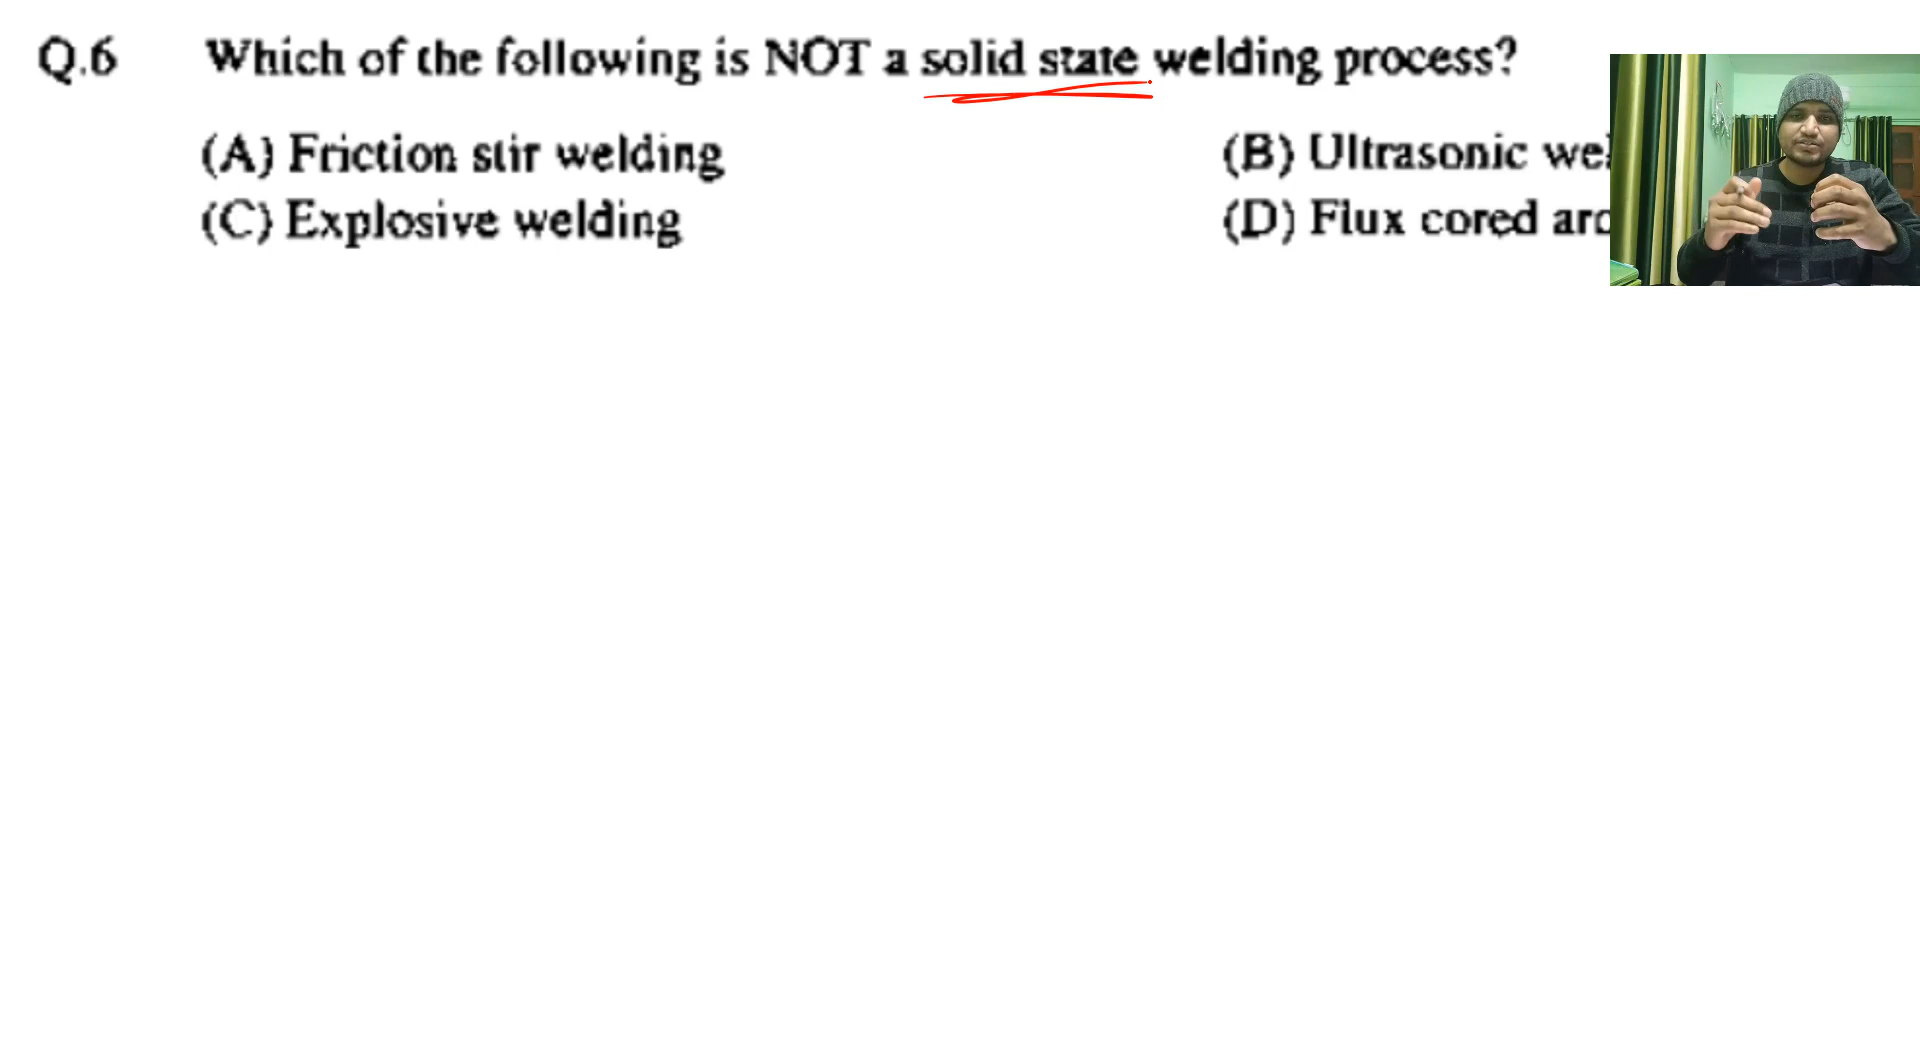 Q.6 Which of the following is NOT a solid state welding process?
(A) Friction stir welding (B) Ultrasonic
(C) Explosive welding (D) Flux cored arc